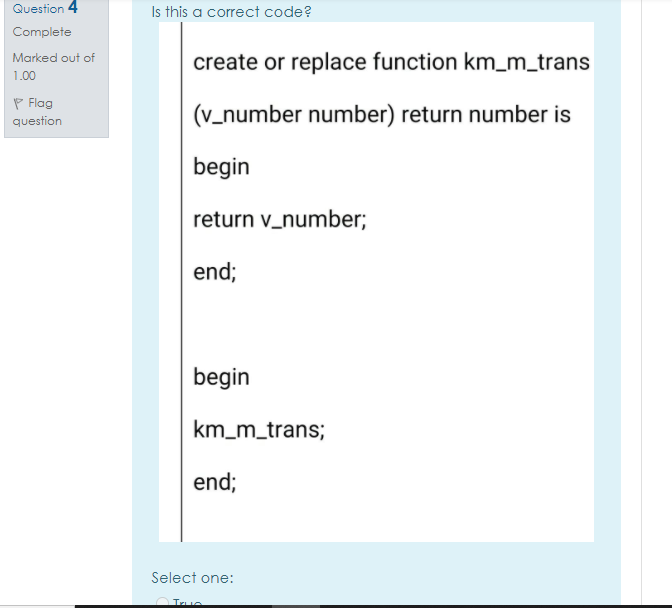 Question 4
Complete
Marked out of
1.00
Flag
question
Is this a correct code?
create or replace function km_m_trans
(v_number number) return number is
begin
return v_number;
end;
begin
km_m_trans;
end;
Select one:
True